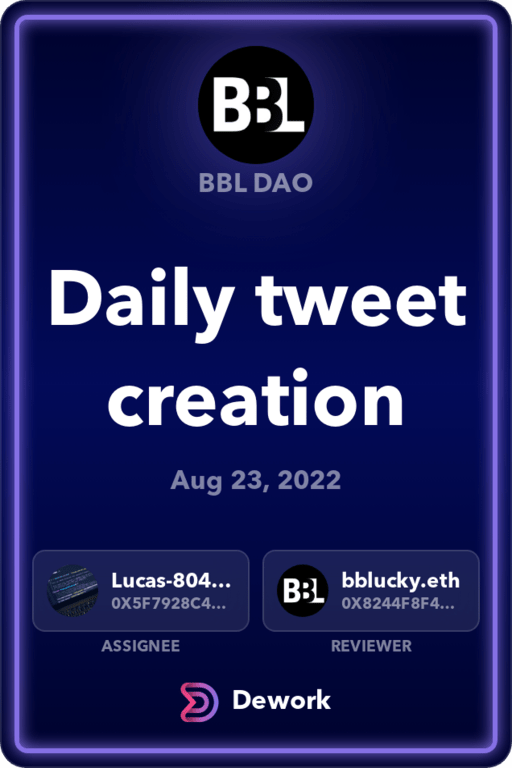 BBL
BBL DAO
Daily tweet
creation
Aug 23, 2022
Lucas-804...
0X5F7928C4...
ASSIGNEE
BBL
bblucky.eth
0X8244F8F4...
REVIEWER
Dework